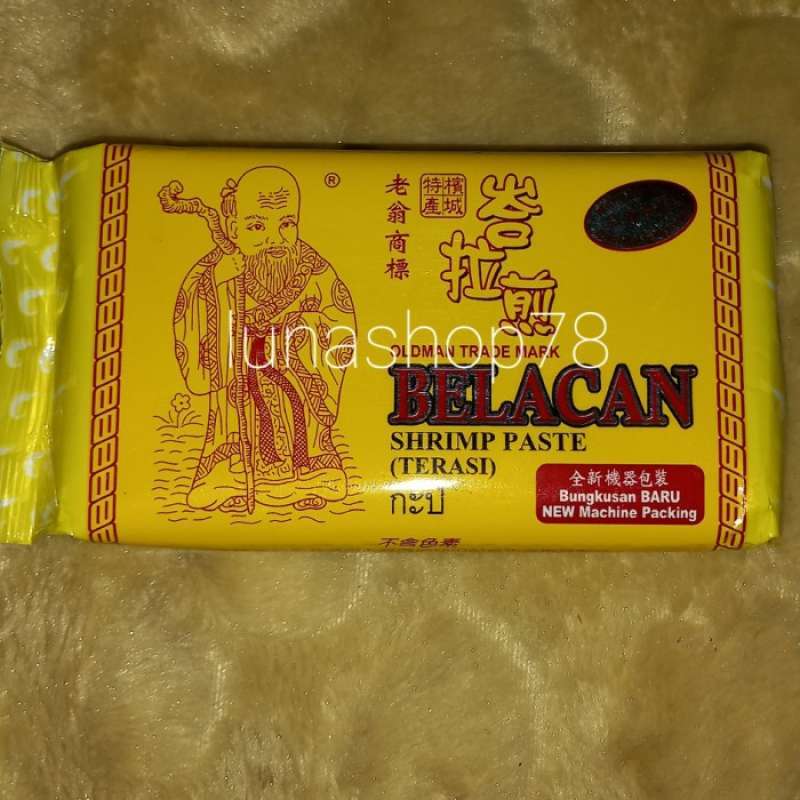 ®
老翁商標
檳城
特產
峇拉煎
lunashop78
OLDMAN TRADE MARK
BELACAN
SHRIMP PASTE
(TERASI)
กะปิ
全新機器包裝
Bungkusan BARU
NEW Machine Packing
不含色素